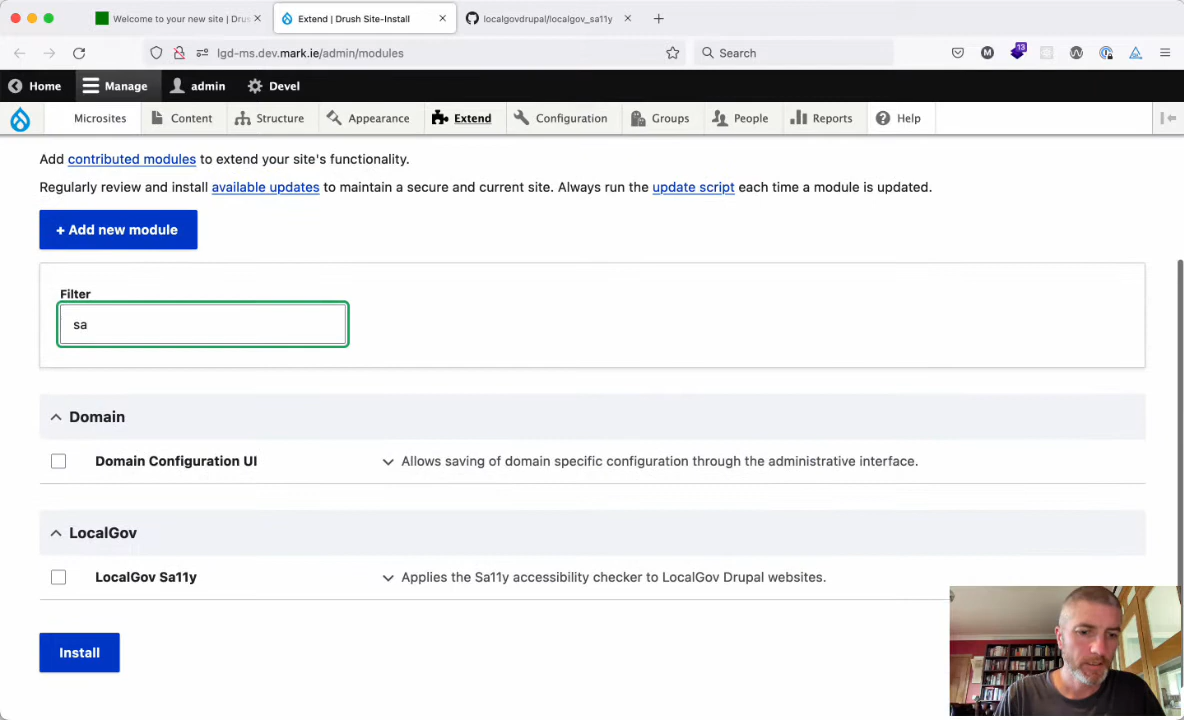 Welcome to your new site | Drus
Extend | Drush Site-Install
localgovdrupal/localgov_sa11y
lgd-ms.dev.mark.ie/admin/modules
Search
M
13
Home
Manage
admin
Devel
Microsites
Content
Structure
Appearance
Extend
Configuration
Groups
People
Reports
Help
Add contributed modules to extend your site's functionality.
Regularly review and install available updates to maintain a secure and current site. Always run the update script each time a module is updated.
+ Add new module
Filter
sa
Domain
Domain Configuration UI
Allows saving of domain specific configuration through the administrative interface.
LocalGov
LocalGov Sa11y
Applies the Sa11y accessibility checker to LocalGov Drupal websites.
Install